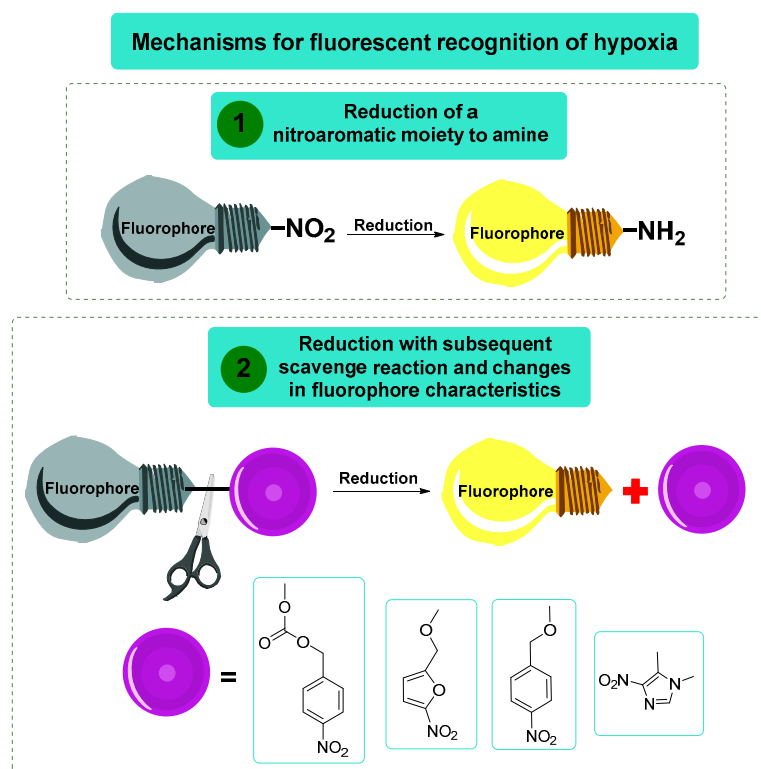 Mechanisms for fluorescent recognition of hypoxia
1
Reduction of a
nitroaromatic moiety to amine
Fluorophore
NO2
Reduction
Fluorophore
NH2
2
Reduction with subsequent
scavenge reaction and changes
in fluorophore characteristics
Fluorophore
Reduction
Fluorophore
=
O
O
O
NO2
O
O
NO2
O
NO2
O2N
N
N